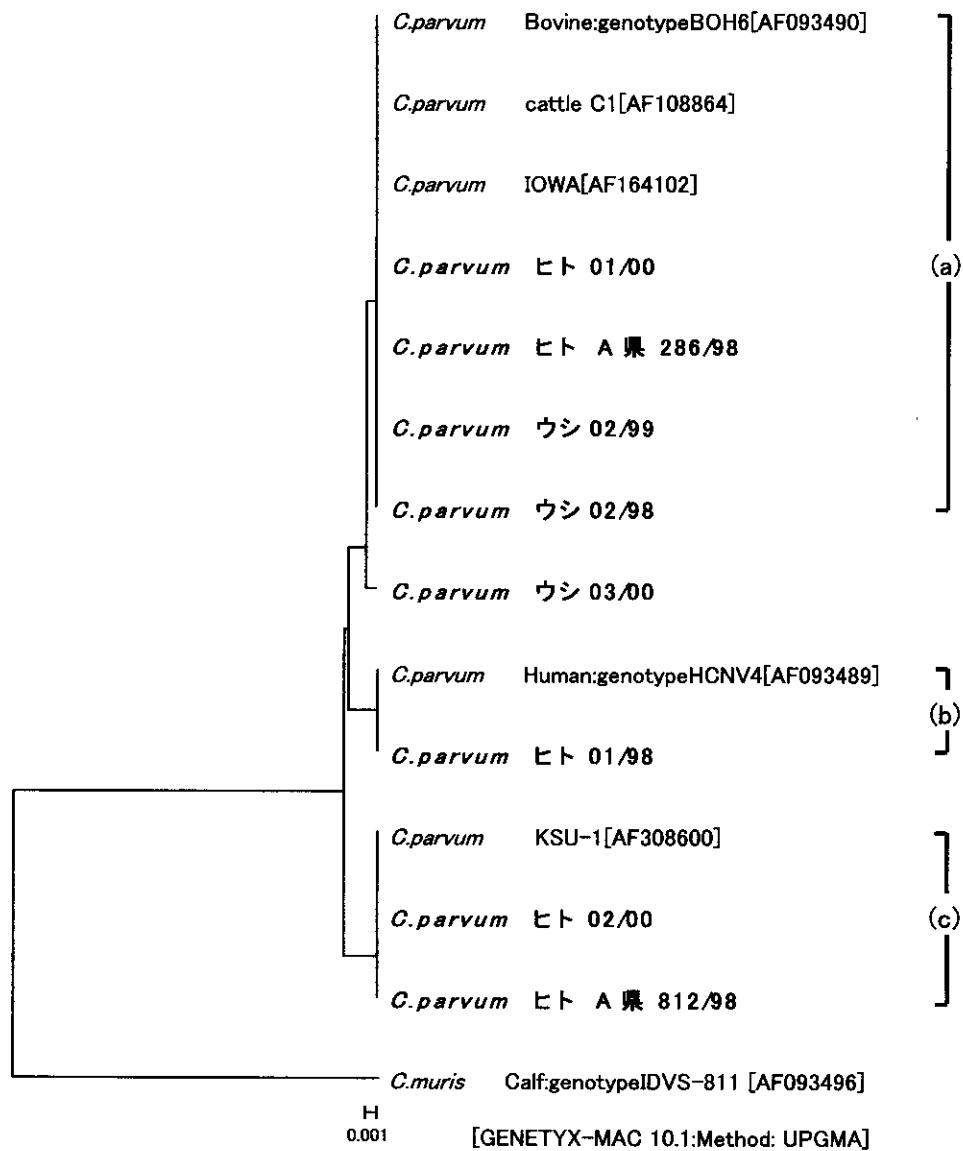 C.parvum Bovine:genotypeBOH6[AF093490]
C.parvum cattle C1[AF108864]
C.parvum IOWA[AF164102]
C.parvum ヒト 01/00
(a)
C.parvum ヒト A 県 286/98
C.parvum ウシ 02/99
C.parvum ウシ 02/98
C.parvum ウシ 03/00
C.parvum Human:genotypeHCNV4[AF093489]
(b)
C.parvum ヒト 01/98
C.parvum KSU-1[AF308600]
C.parvum ヒト 02/00
(c)
C.parvum ヒト A 県 812/98
C.muris Calf:genotypeIDVS-811 [AF093496]
0.001
[GENETYX-MAC 10.1:Method: UPGMA]